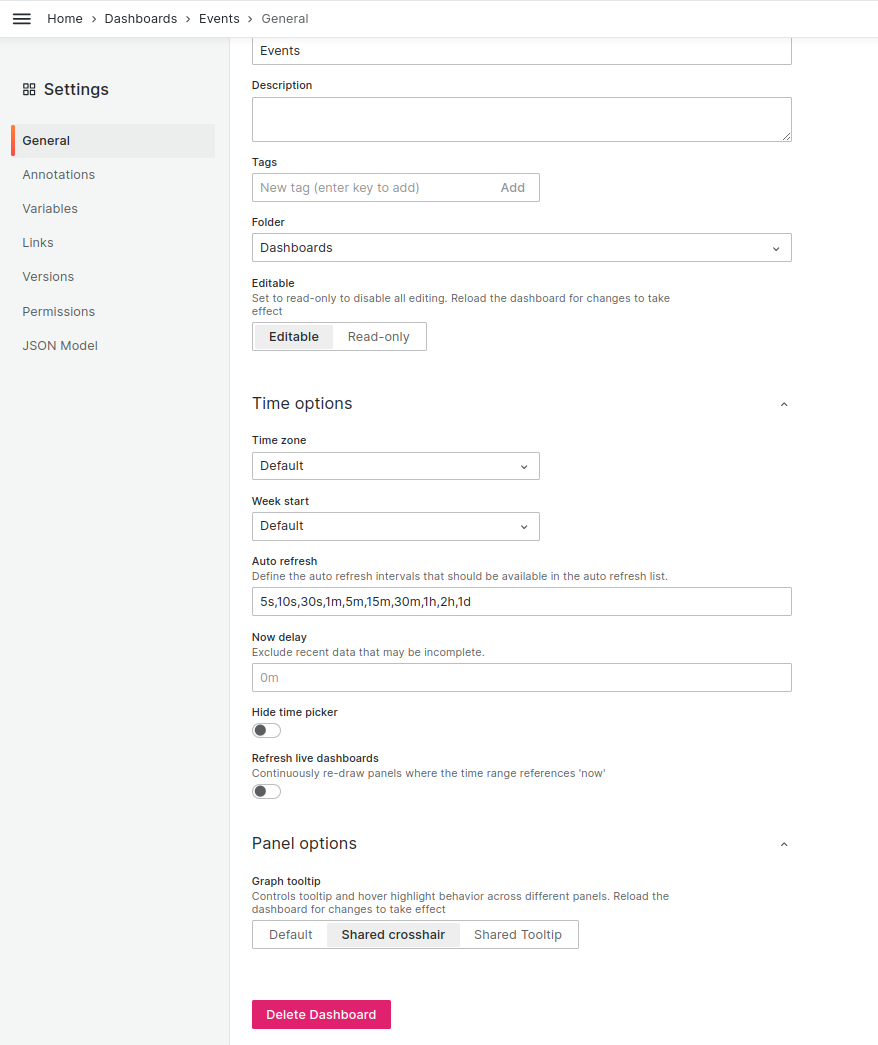 Home › Dashboards › Events › General
Settings
General
Annotations
Variables
Links
Versions
Permissions
JSON Model
Events
Description
Tags
New tag (enter key to add) Add
Folder
Dashboards
Editable
Set to read-only to disable all editing. Reload the dashboard for changes to take
effect
Editable Read-only
Time options
Time zone
Default
Week start
Default
Auto refresh
Define the auto refresh intervals that should be available in the auto refresh list.
5s,10s,30s,1m,5m,15m,30m,1h,2h,1d
Now delay
Exclude recent data that may be incomplete.
0m
Hide time picker
Refresh live dashboards
Continuously re-draw panels where the time range references 'now'
Panel options
Graph tooltip
Controls tooltip and hover highlight behavior across different panels. Reload the
dashboard for changes to take effect
Default Shared crosshair Shared Tooltip
Delete Dashboard